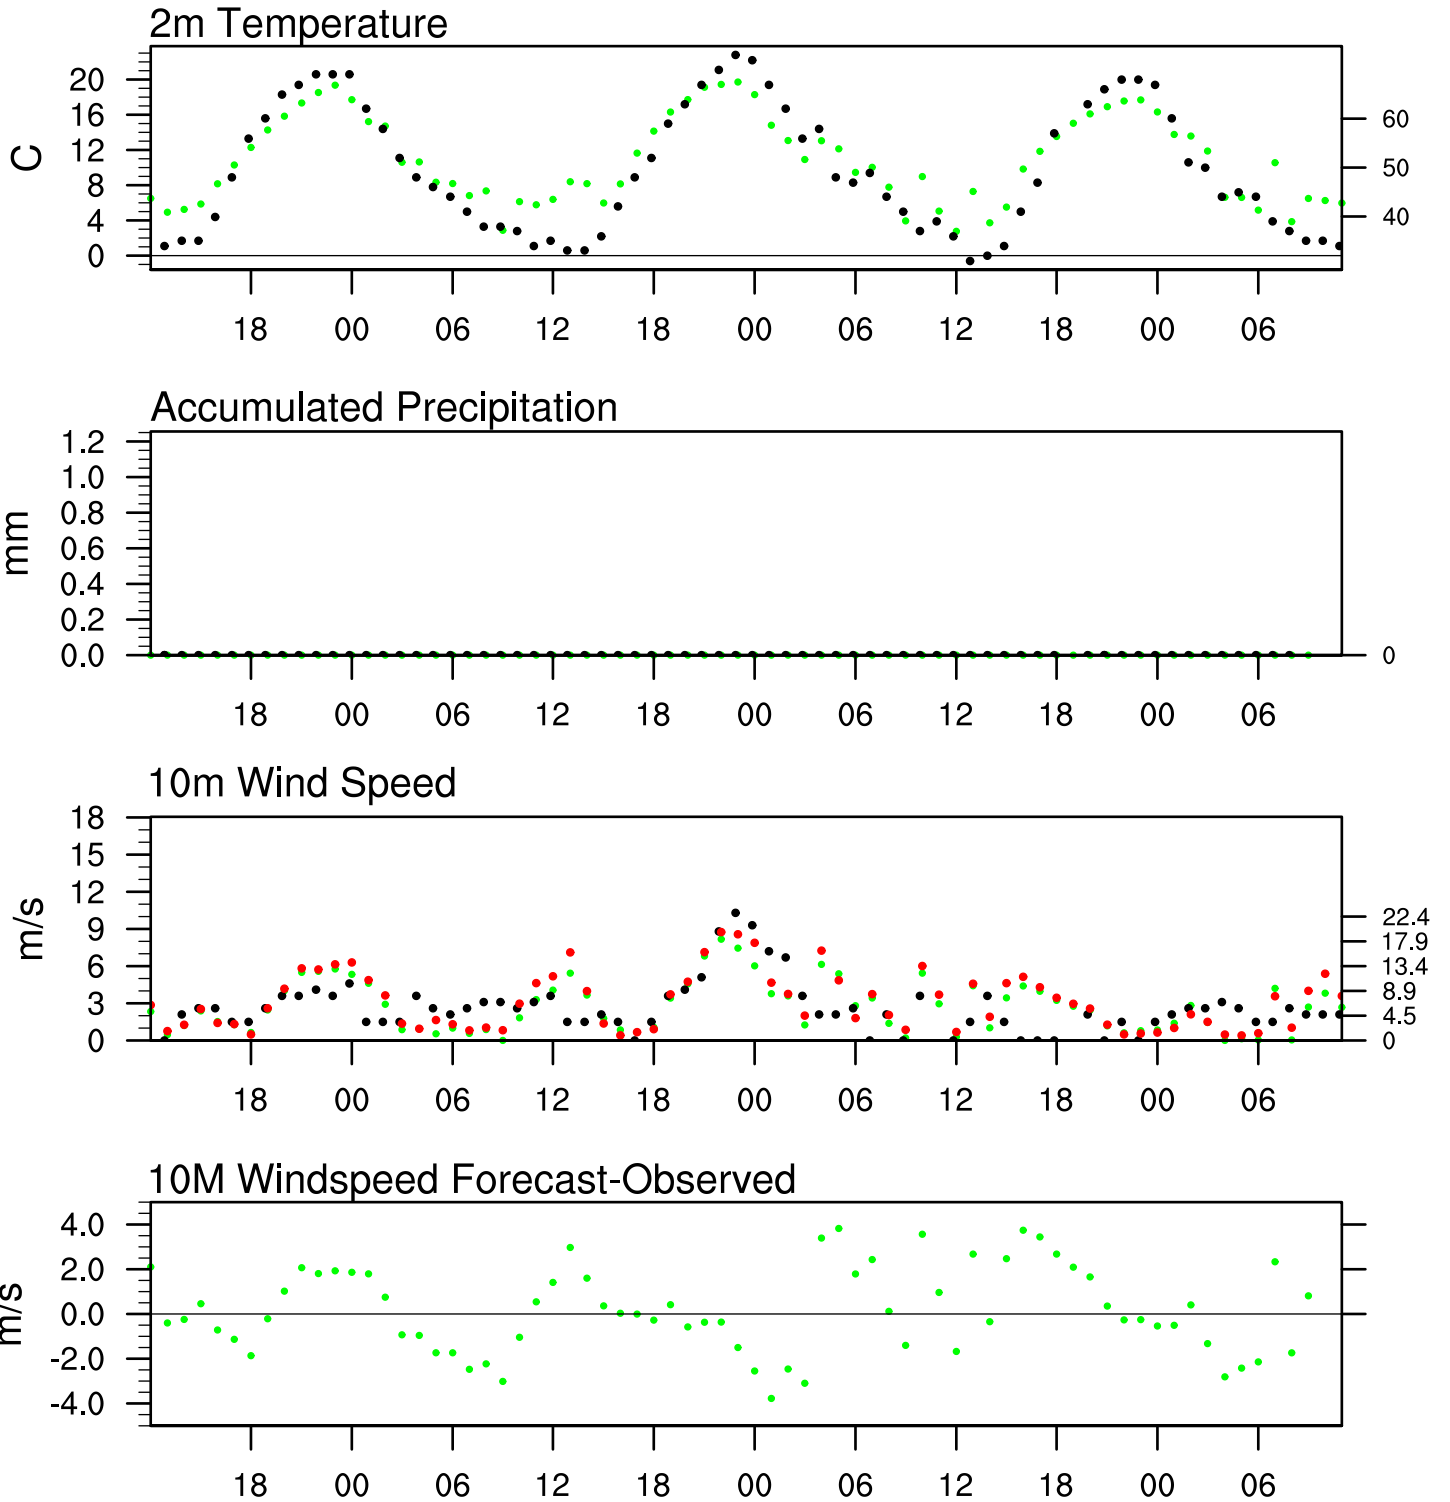 2m Temperature
20
16
12
8
4
0
C
60
50
40
18 00 06 12 18 00 06 12 18 00 06
Accumulated Precipitation
1.2
1.0
0.8
0.6
0.4
0.2
0.0
mm
0
18 00 06 12 18 00 06 12 18 00 06
10m Wind Speed
18
15
12
9
6
3
0
m/s
22.4
17.9
13.4
8.9
4.5
0
18 00 06 12 18 00 06 12 18 00 06
10M Windspeed Forecast-Observed
4.0
2.0
0.0
-2.0
-4.0
m/s
18 00 06 12 18 00 06 12 18 00 06